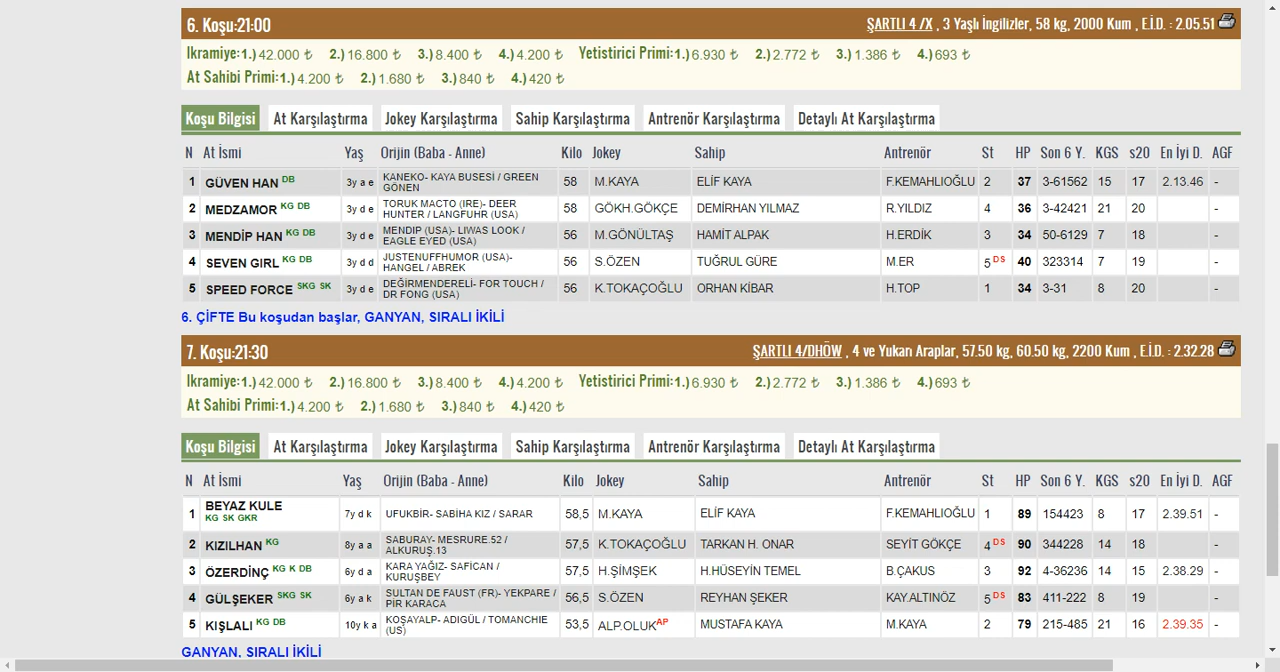 6. Koşu:21:00 ŞARTLI 4 /X , 3 Yaşlı İngilizler, 58 kg, 2000 Kum , E.İ.D. : 2.05.51
Ikramiye:1.) 42.000 ₺ 2.) 16.800 ₺ 3.) 8.400 ₺ 4.) 4.200 ₺ Yetistirici Primi:1.) 6.930 ₺ 2.) 2.772 ₺ 3.) 1.386 ₺ 4.) 693 ₺
At Sahibi Primi:1.) 4.200 ₺ 2.) 1.680 ₺ 3.) 840 ₺ 4.) 420 ₺
Koşu Bilgisi At Karşılaştırma Jokey Karşılaştırma Sahip Karşılaştırma Antrenör Karşılaştırma Detaylı At Karşılaştırma
N At İsmi Yaş Orijin (Baba - Anne) Kilo Jokey Sahip Antrenör St HP Son 6 Y. KGS s20 En İyi D. AGF
1 GÜVEN HAN DB 3y a e KANEKO- KAYA BUSESİ / GREEN GÖNEN 58 M.KAYA ELİF KAYA F.KEMAHLIOĞLU 2 37 3-61562 15 17 2.13.46 -
2 MEDZAMOR KG DB 3y d e TORUK MACTO (IRE)- DEER HUNTER / LANGFUHR (USA) 58 GÖKH.GÖKÇE DEMİRHAN YILMAZ R.YILDIZ 4 36 3-42421 21 20 -
3 MENDİP HAN KG DB 3y d e MENDIP (USA)- LIWAS LOOK / EAGLE EYED (USA) 56 M.GÖNÜLTAŞ HAMİT ALPAK H.ERDİK 3 34 50-6129 7 18 -
4 SEVEN GIRL KG DB 3y d d JUSTENUFFHUMOR (USA)- HANGEL / ABREK 56 S.ÖZEN TUĞRUL GÜRE M.ER 5 DS 40 323314 7 19 -
5 SPEED FORCE SKG SK 3y d e DEĞİRMENDERELİ- FOR TOUCH / DR FONG (USA) 56 K.TOKAÇOĞLU ORHAN KİBAR H.TOP 1 34 3-31 8 20 -
6. ÇİFTE Bu koşudan başlar, GANYAN, SIRALI İKİLİ
7. Koşu:21:30 ŞARTLI 4/DHÖW , 4 ve Yukarı Araplar, 57.50 kg, 60.50 kg, 2200 Kum , E.İ.D. : 2.32.28
Ikramiye:1.) 42.000 ₺ 2.) 16.800 ₺ 3.) 8.400 ₺ 4.) 4.200 ₺ Yetistirici Primi:1.) 6.930 ₺ 2.) 2.772 ₺ 3.) 1.386 ₺ 4.) 693 ₺
At Sahibi Primi:1.) 4.200 ₺ 2.) 1.680 ₺ 3.) 840 ₺ 4.) 420 ₺
Koşu Bilgisi At Karşılaştırma Jokey Karşılaştırma Sahip Karşılaştırma Antrenör Karşılaştırma Detaylı At Karşılaştırma
N At İsmi Yaş Orijin (Baba - Anne) Kilo Jokey Sahip Antrenör St HP Son 6 Y. KGS s20 En İyi D. AGF
1 BEYAZ KULE KG SK GKR 7y d k UFUKBİR- SABİHA KIZ / SARAR 58,5 M.KAYA ELİF KAYA F.KEMAHLIOĞLU 1 89 154423 8 17 2.39.51 -
2 KIZILHAN KG 8y a a SABURAY- MESRURE.52 / ALKURUŞ.13 57,5 K.TOKAÇOĞLU TARKAN H. ONAR SEYİT GÖKÇE 4 DS 90 344228 14 18 -
3 ÖZERDİNÇ KG K DB 6y d a KARA YAĞIZ- SAFİCAN / KURUŞBEY 57,5 H.ŞİMŞEK H.HÜSEYİN TEMEL B.ÇAKUS 3 92 4-36236 14 15 2.38.29 -
4 GÜLŞEKER SKG SK 6y a k SULTAN DE FAUST (FR)- YEKPARE / PİR KARACA 56,5 S.ÖZEN REYHAN ŞEKER KAY.ALTINÖZ 5 DS 83 411-222 8 19 -
5 KIŞLALI KG DB 10y k a KOŞAYALP- ADIGÜL / TOMANCHIE (US) 53,5 ALP.OLUK AP MUSTAFA KAYA M.KAYA 2 79 215-485 21 16 2.39.35 -
GANYAN, SIRALI İKİLİ